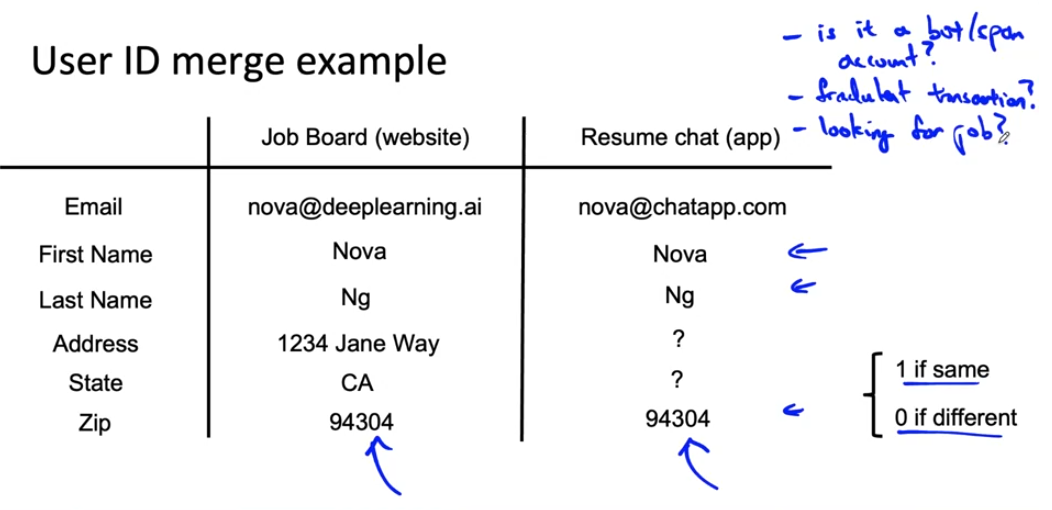 User ID merge example
- is it a bot/spam
account?
- fradulent transaction?
- looking for job?
Job Board (website) Resume chat (app)
Email nova@deeplearning.ai nova@chatapp.com
First Name Nova Nova
Last Name Ng Ng
Address 1234 Jane Way ?
State CA ?
Zip 94304 94304
1 if same
0 if different